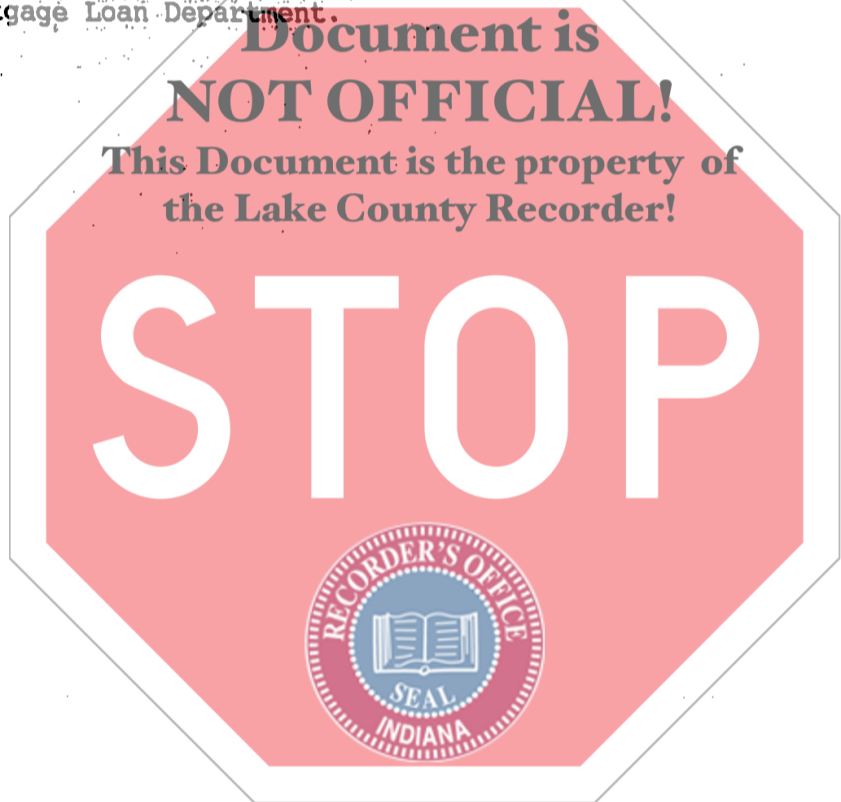 gage Loan Department.
Document is
NOT OFFICIAL!
This Document is the property of
the Lake County Recorder!
STOP
RECORDER'S OFFICE
SEAL
INDIANA